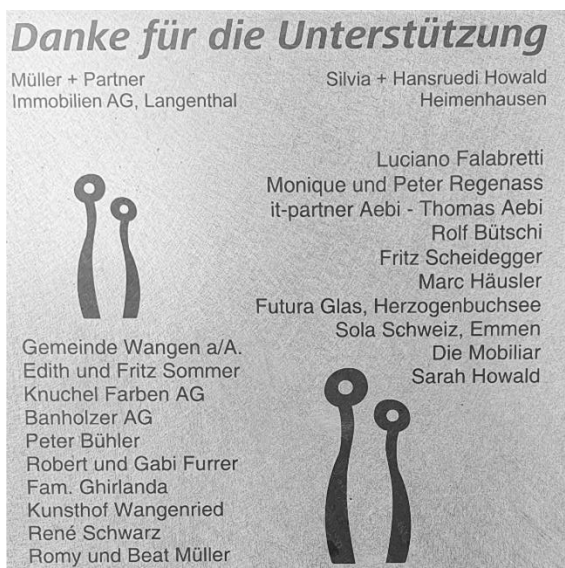 Danke für die Unterstützung
Müller + Partner
Immobilien AG, Langenthal
Silvia + Hansruedi Howald
Heimenhausen
Luciano Falabretti
Monique und Peter Regenass
it-partner Aebi - Thomas Aebi
Rolf Bütschi
Fritz Scheidegger
Marc Häusler
Futura Glas, Herzogenbuchsee
Sola Schweiz, Emmen
Die Mobiliar
Sarah Howald
Gemeinde Wangen a/A.
Edith und Fritz Sommer
Knuchel Farben AG
Banholzer AG
Peter Bühler
Robert und Gabi Furrer
Fam. Ghirlanda
Kunsthof Wangenried
René Schwarz
Romy und Beat Müller